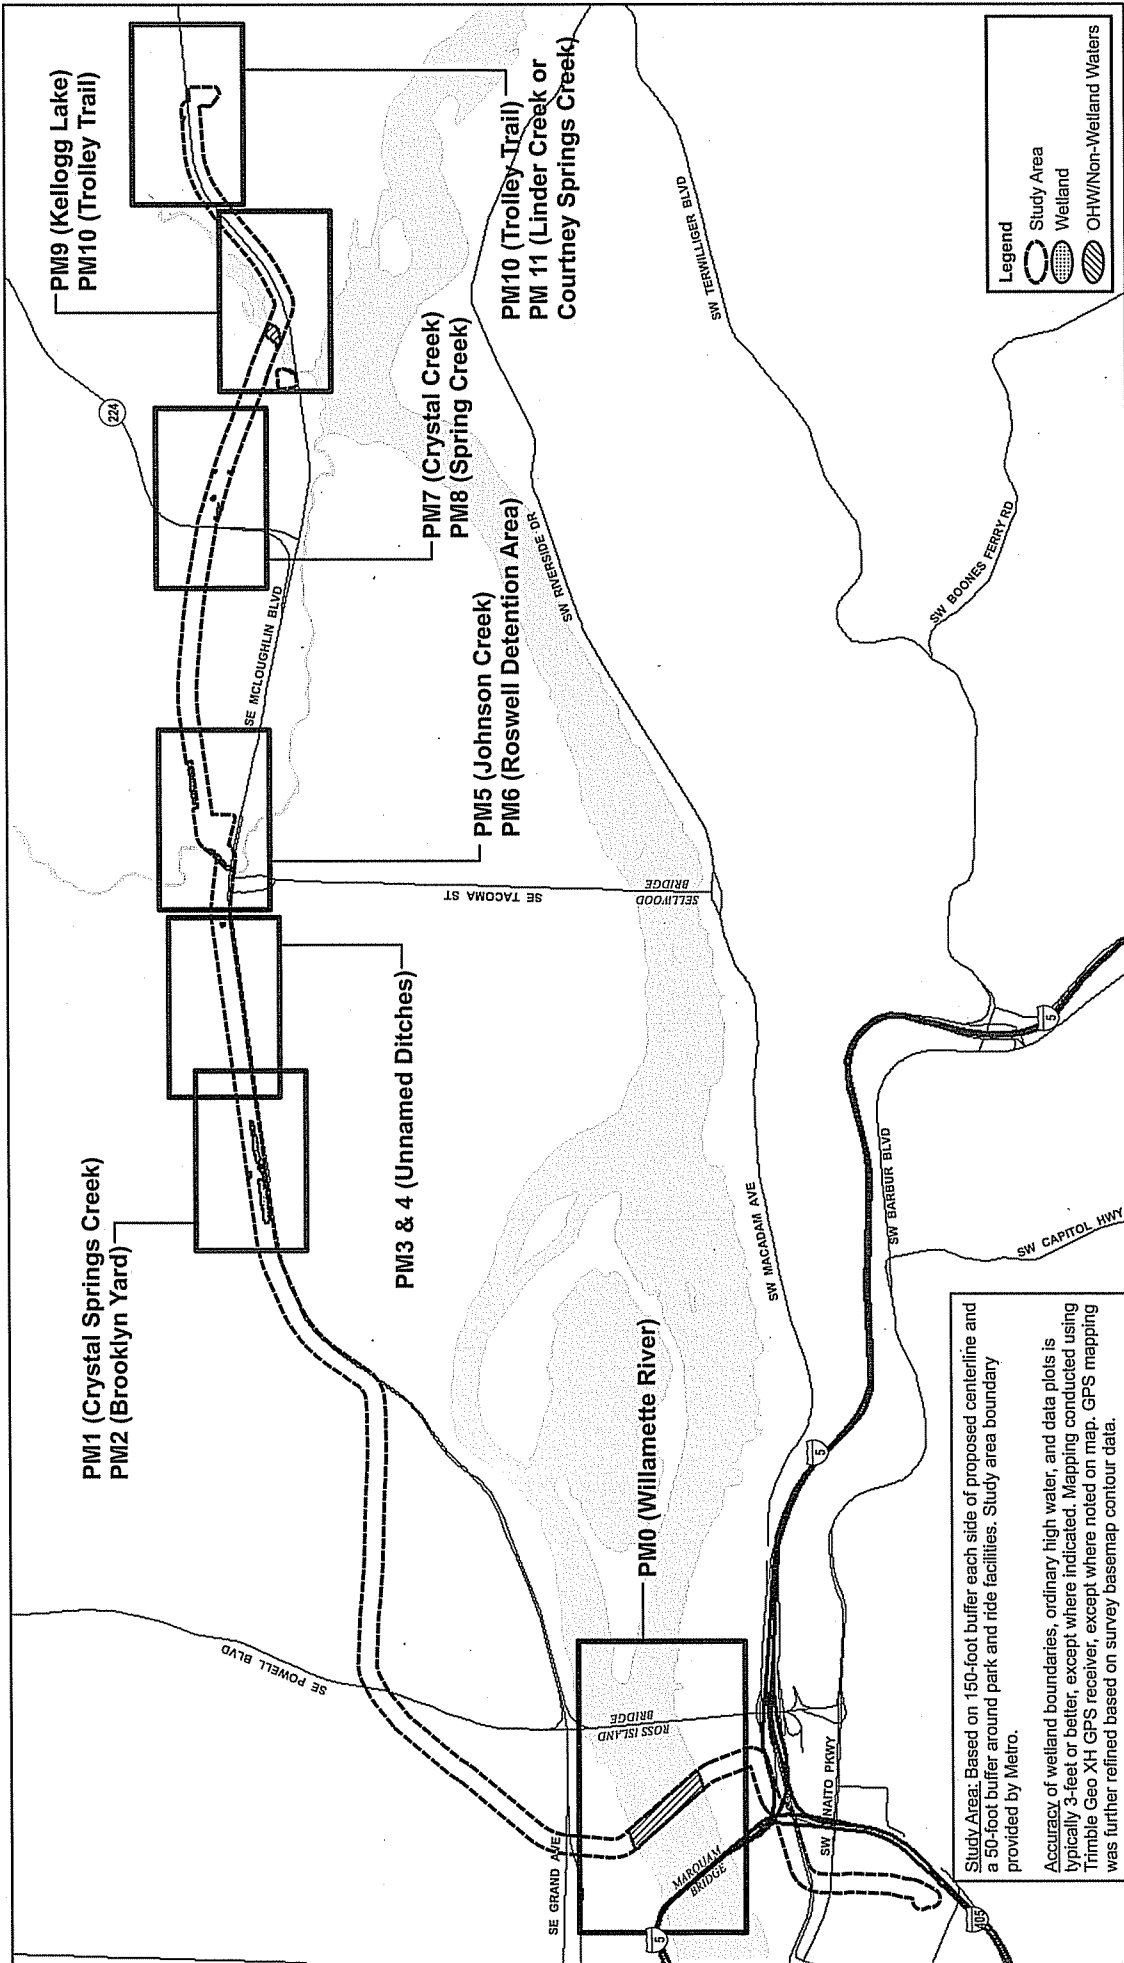 PM9 (Kellogg Lake)
PM10 (Trolley Trail)
PM10 (Trolley Trail)
PM 11 (Linder Creek or
Courtney Springs Creek)
224
PM7 (Crystal Creek)
PM8 (Spring Creek)
SE MCLOUGHLIN BLVD
PM5 (Johnson Creek)
PM6 (Roswell Detention Area)
SW RIVERSIDE DR
SW TERWILLIGER BLVD
SW BOONES FERRY RD
Legend
Study Area
Wetland
OHW/Non-Wetland Waters
SE TACOMA ST
SELLWOOD
BRIDGE
PM3 & 4 (Unnamed Ditches)
PM1 (Crystal Springs Creek)
PM2 (Brooklyn Yard)
SW MACADAM AVE
SW BARBUR BLVD
SW CAPITOL HWY
5
5
PM0 (Willamette River)
SE POWELL BLVD
ROSS ISLAND
BRIDGE
SE GRAND AVE
MARQUAM
BRIDGE
5
SW NAITO PKWY
405
Study Area: Based on 150-foot buffer each side of proposed centerline and
a 50-foot buffer around park and ride facilities. Study area boundary
provided by Metro.
Accuracy of wetland boundaries, ordinary high water, and data plots is
typically 3-feet or better, except where indicated. Mapping conducted using
Trimble Geo XH GPS receiver, except where noted on map. GPS mapping
was further refined based on survey basemap contour data.